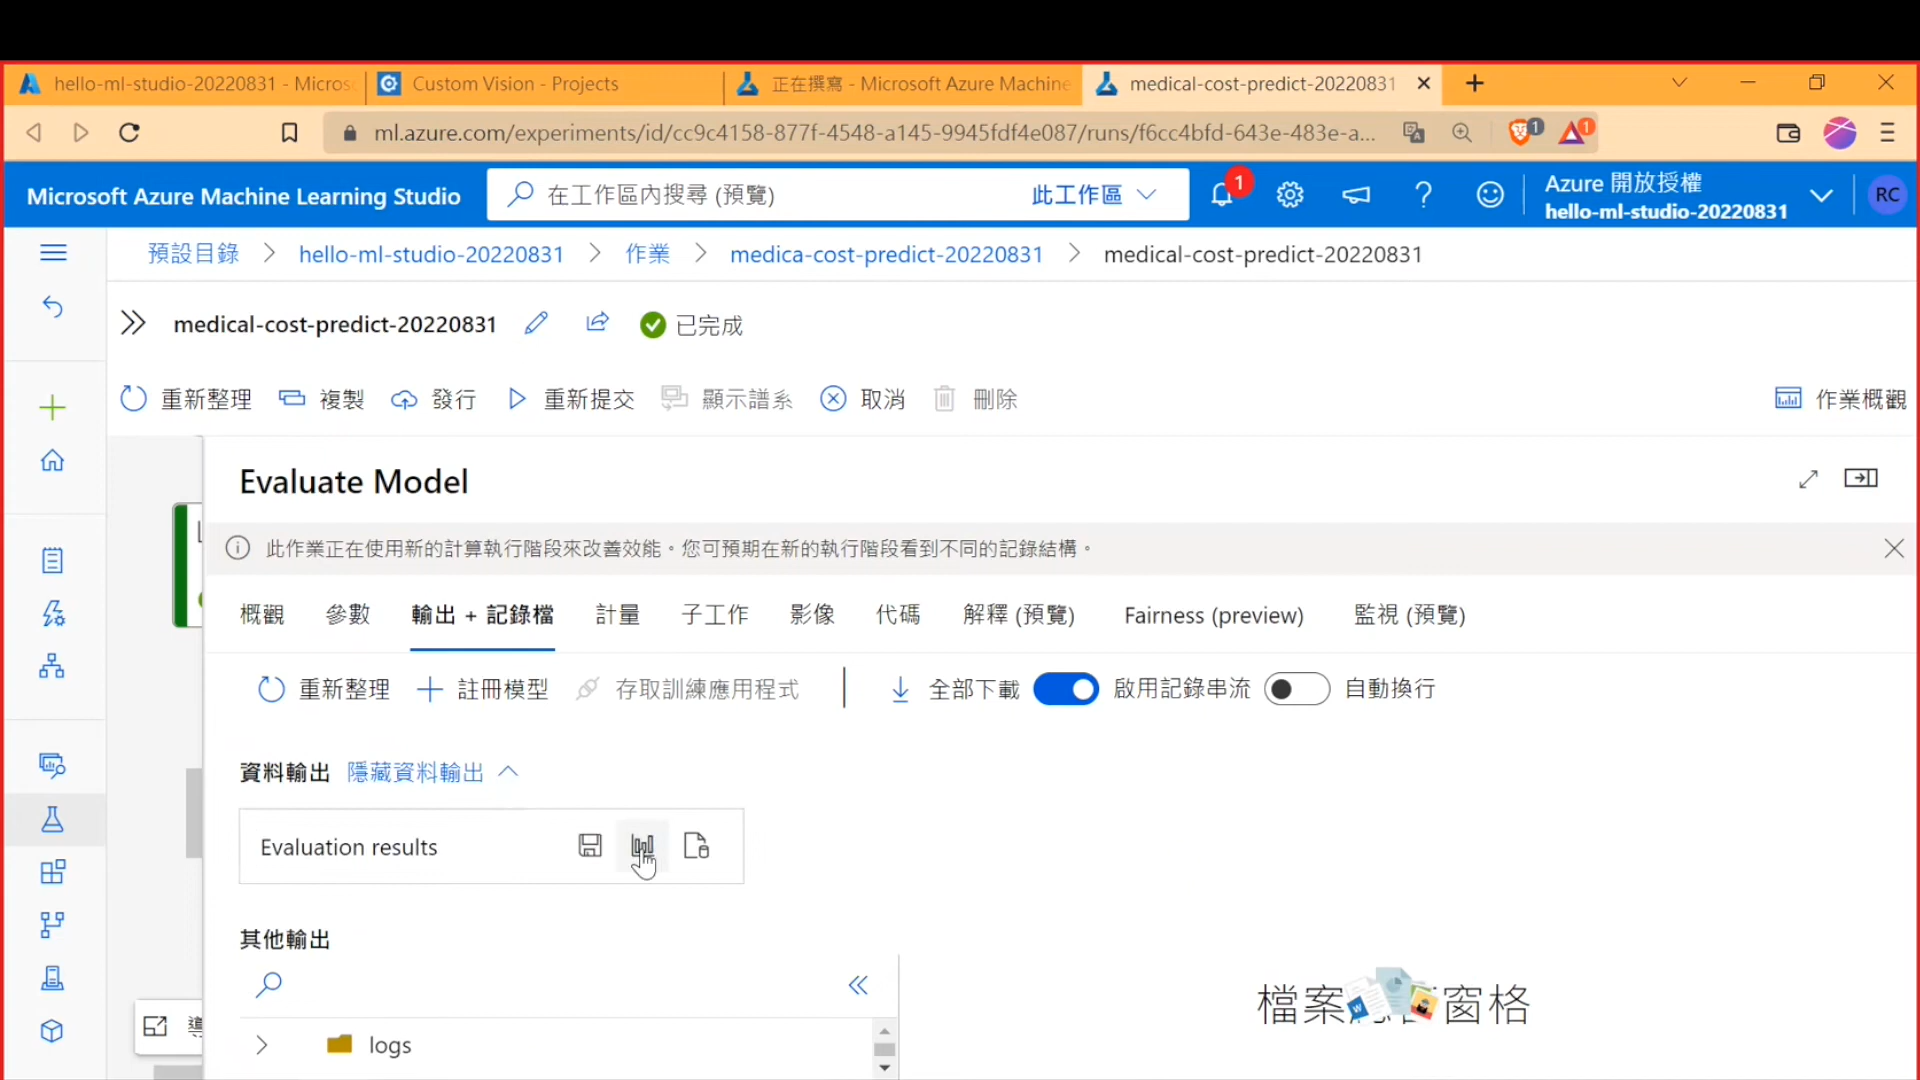 hello-ml-studio-20220831 - Micros
Custom Vision - Projects
正在撰寫 - Microsoft Azure Machine
medical-cost-predict-20220831
ml.azure.com/experiments/id/cc9c4158-877f-4548-a145-9945fdf4e087/runs/f6cc4bfd-643e-483e-a...
1
1
Microsoft Azure Machine Learning Studio
在工作區內搜尋 (預覽)
此工作區
1
Azure 開放授權
hello-ml-studio-20220831
RC
預設目錄 > hello-ml-studio-20220831 > 作業 > medica-cost-predict-20220831 > medical-cost-predict-20220831
medical-cost-predict-20220831
已完成
重新整理 複製 發行 重新提交 顯示譜系 取消 刪除
作業概觀
Evaluate Model
此作業正在使用新的計算執行階段來改善效能。您可預期在新的執行階段看到不同的記錄結構。
概觀 參數 輸出 + 記錄檔 計量 子工作 影像 代碼 解釋 (預覽) Fairness (preview) 監視 (預覽)
重新整理 註冊模型 存取訓練應用程式 全部下載 啟用記錄串流 自動換行
資料輸出 隱藏資料輸出
Evaluation results
其他輸出
檔案
窗格
logs